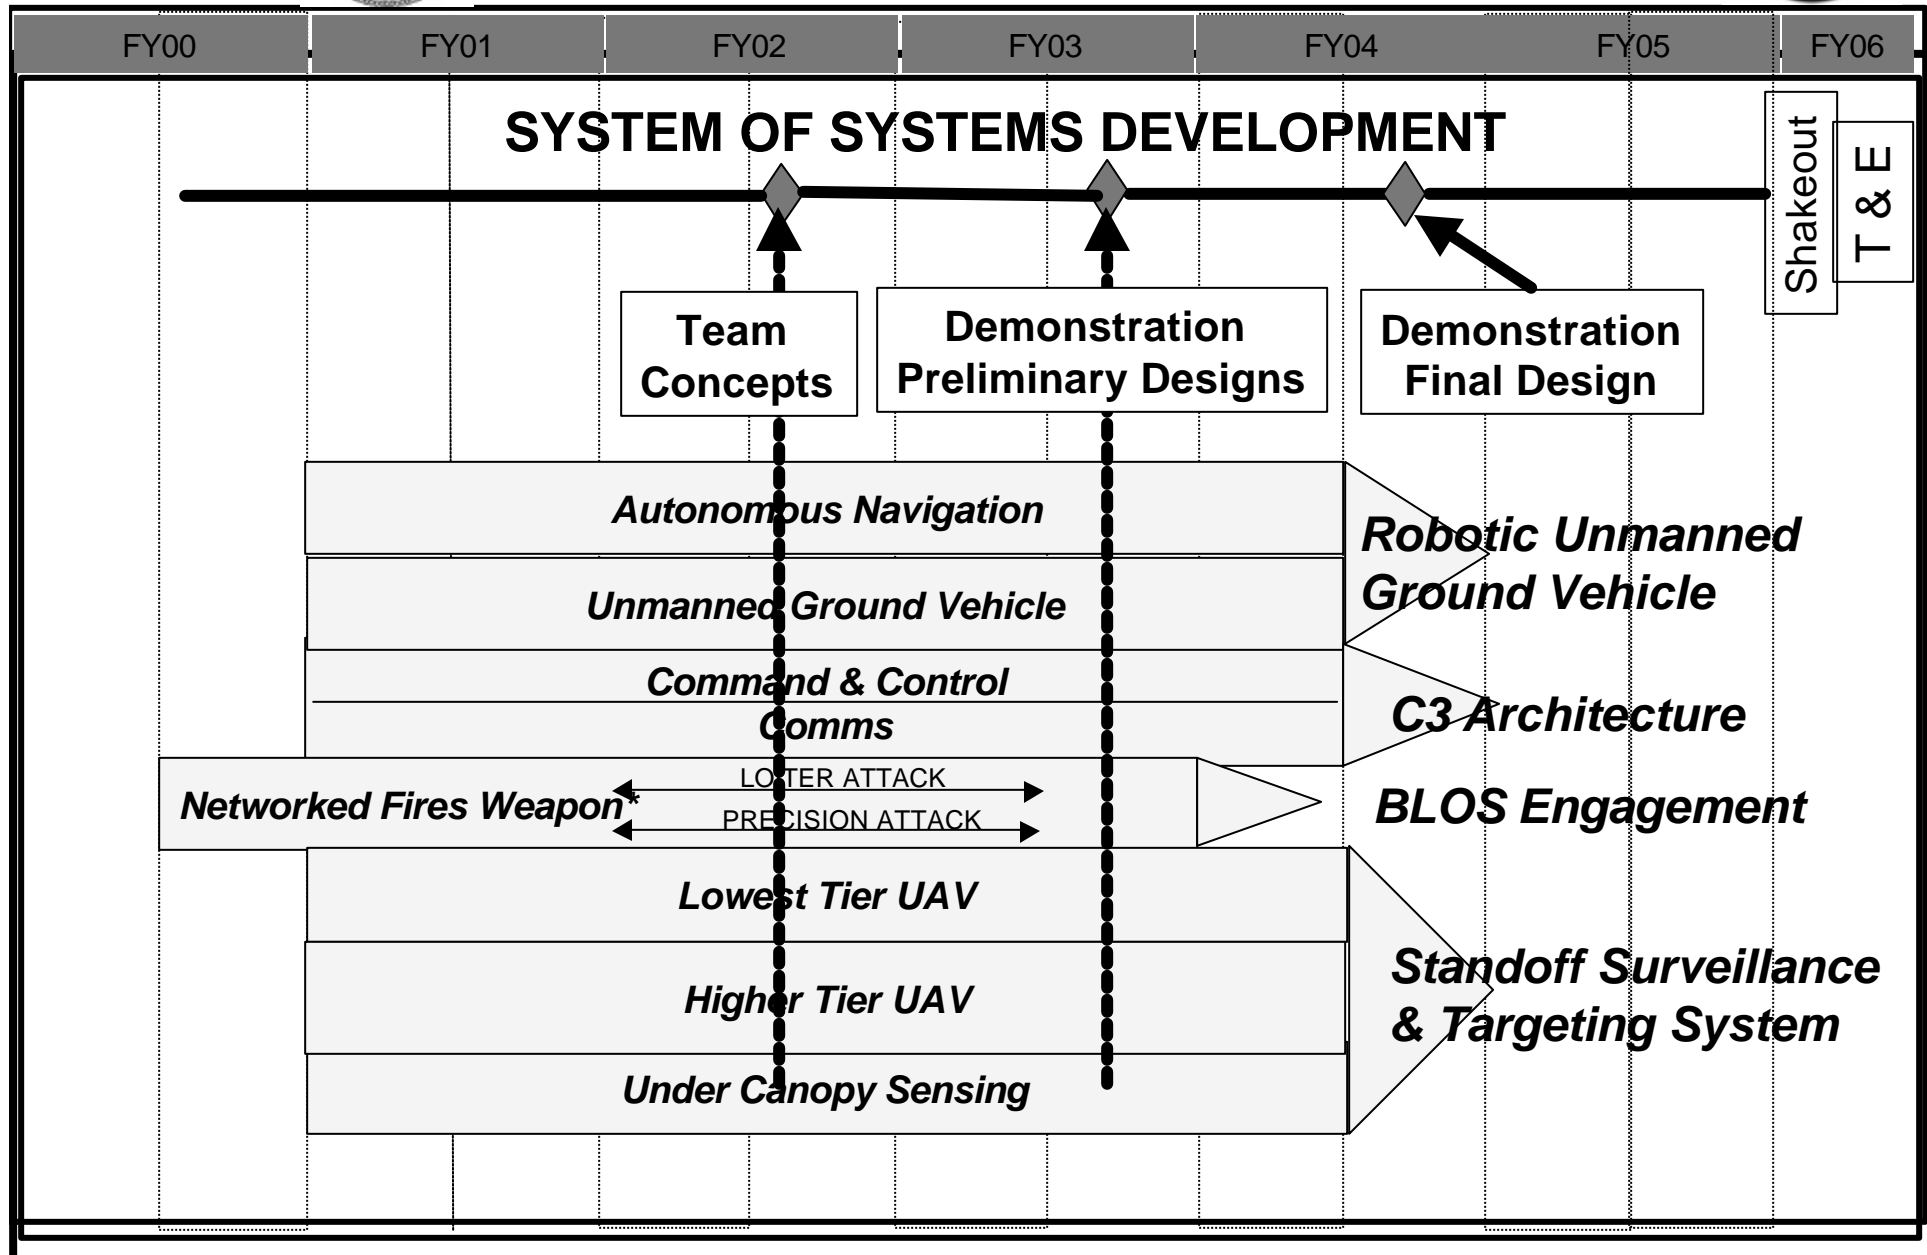 FY00 FY01 FY02 FY03 FY04 FY05 FY06
SYSTEM OF SYSTEMS DEVELOPMENT
Shakeout
T & E
Team
Concepts
Demonstration
Preliminary Designs
Demonstration
Final Design
Autonomous Navigation
Unmanned Ground Vehicle
Robotic Unmanned
Ground Vehicle
Command & Control
Comms
C3 Architecture
Networked Fires Weapon*
LOITER ATTACK
PRECISION ATTACK
BLOS Engagement
Lowest Tier UAV
Higher Tier UAV
Under Canopy Sensing
Standoff Surveillance
& Targeting System